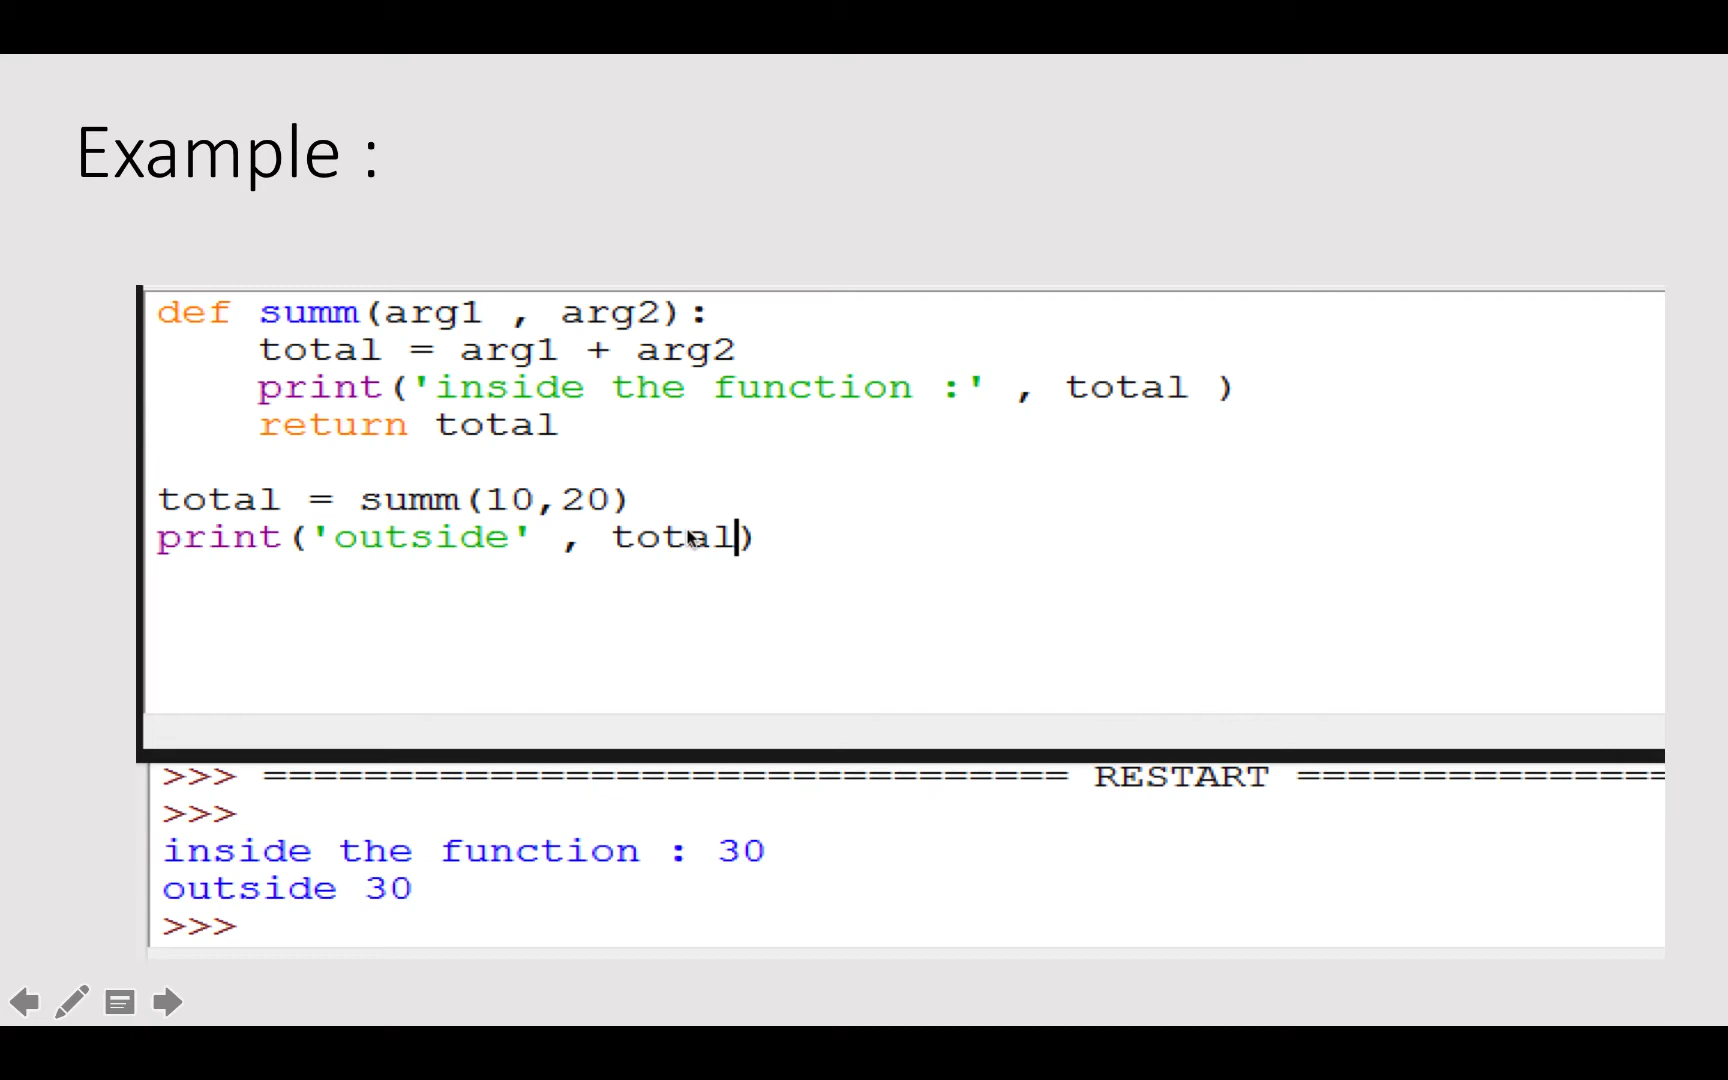 Example :
def summ(arg1 , arg2):
    total = arg1 + arg2
    print('inside the function :' , total )
    return total
total = summ(10,20)
print('outside' , total)
>>> ================================ RESTART ===============
>>>
inside the function : 30
outside 30
>>>